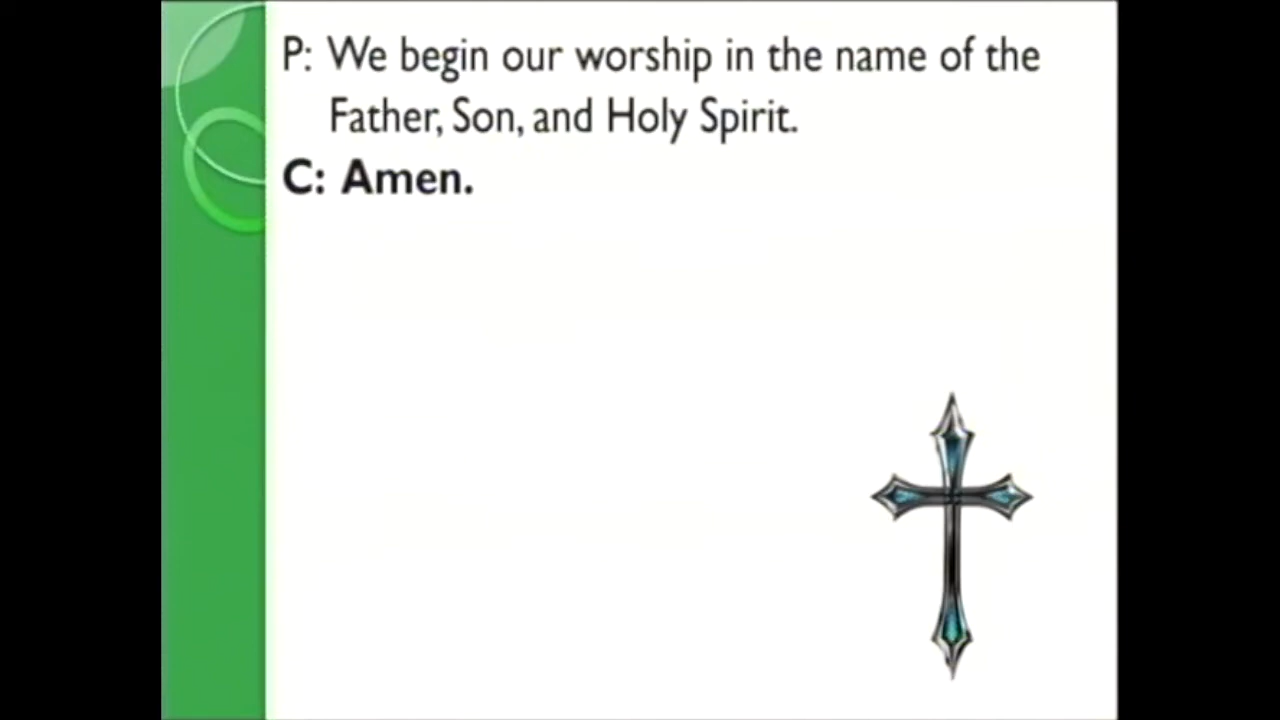 P: We begin our worship in the name of the
Father, Son, and Holy Spirit.
C: Amen.